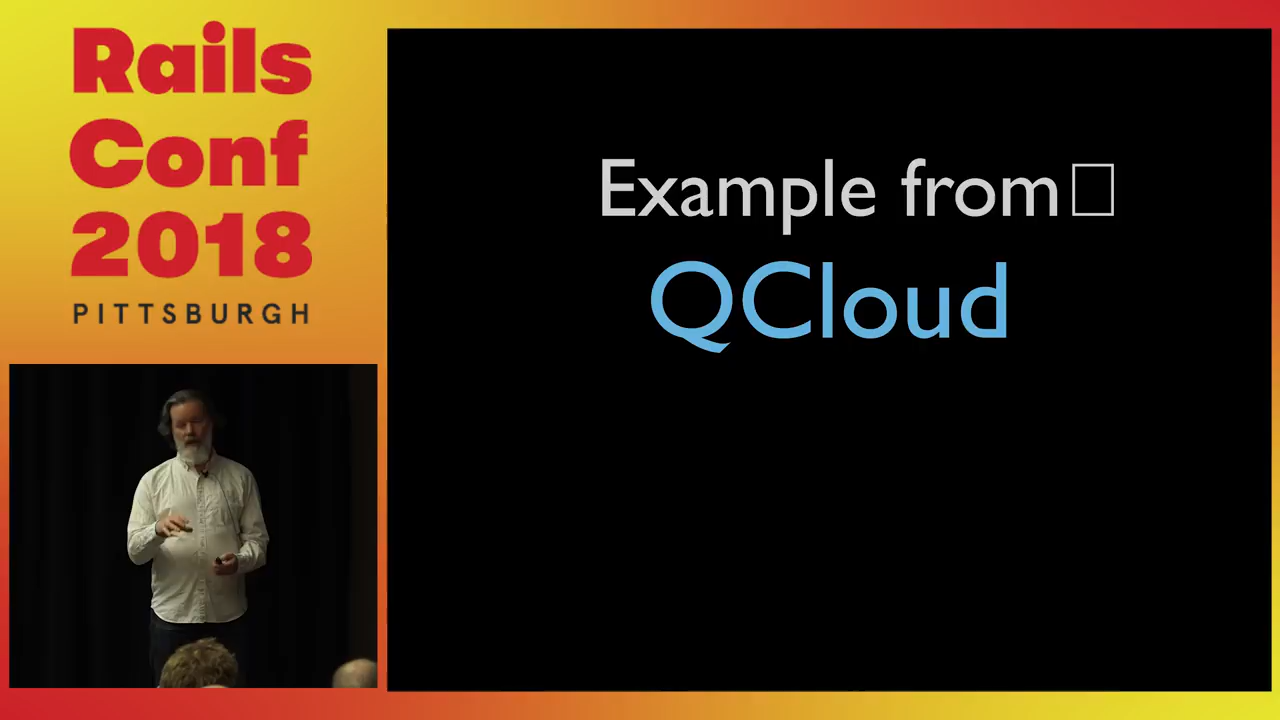 Rails
Conf
2018
PITTSBURGH
Example from□
QCloud